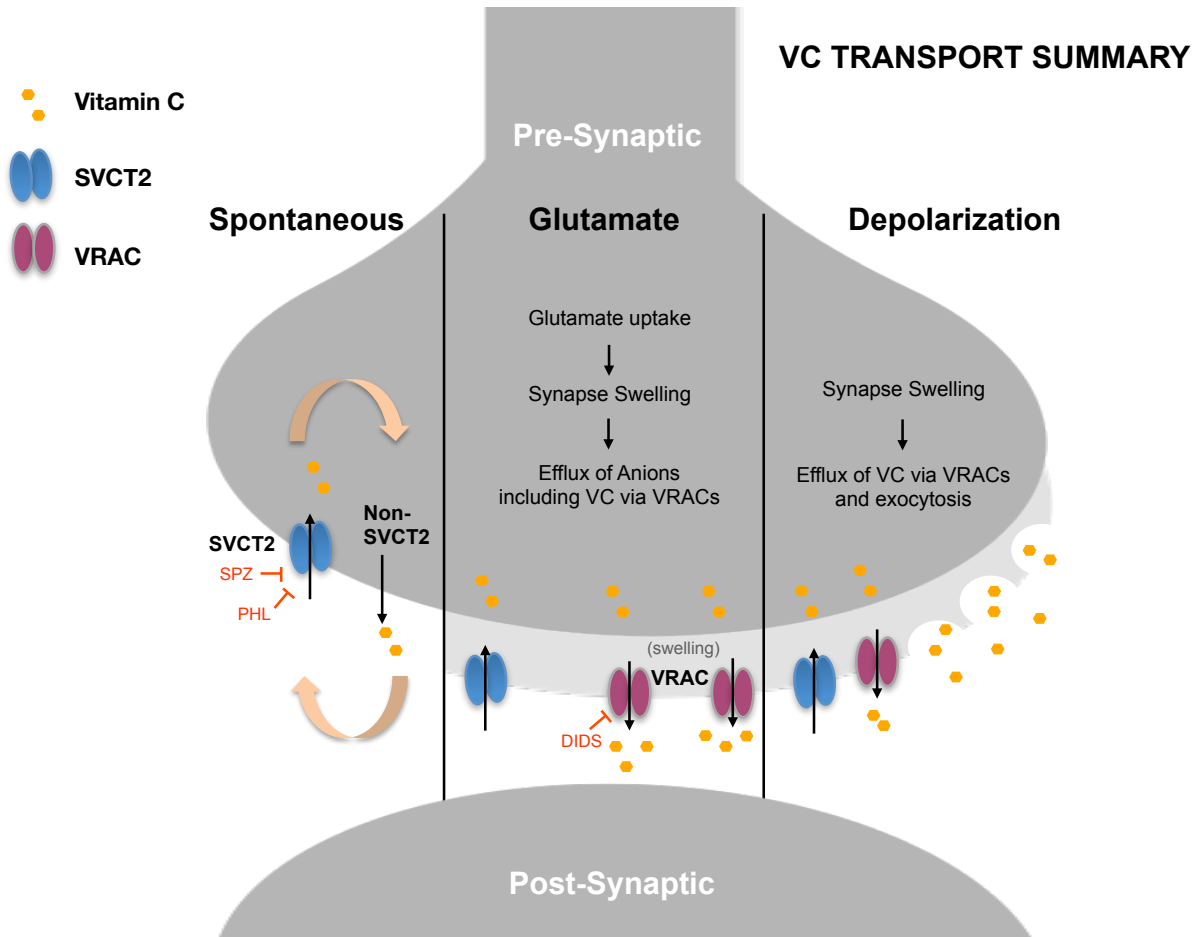 VC TRANSPORT SUMMARY
Vitamin C
SVCT2
VRAC
Pre-Synaptic
Spontaneous
Glutamate
Depolarization
Glutamate uptake
Synapse Swelling
Efflux of Anions
including VC via VRACs
Synapse Swelling
Efflux of VC via VRACs
and exocytosis
Non-
SVCT2
SVCT2
SPZ
PHL
(swelling)
VRAC
DIDS
Post-Synaptic